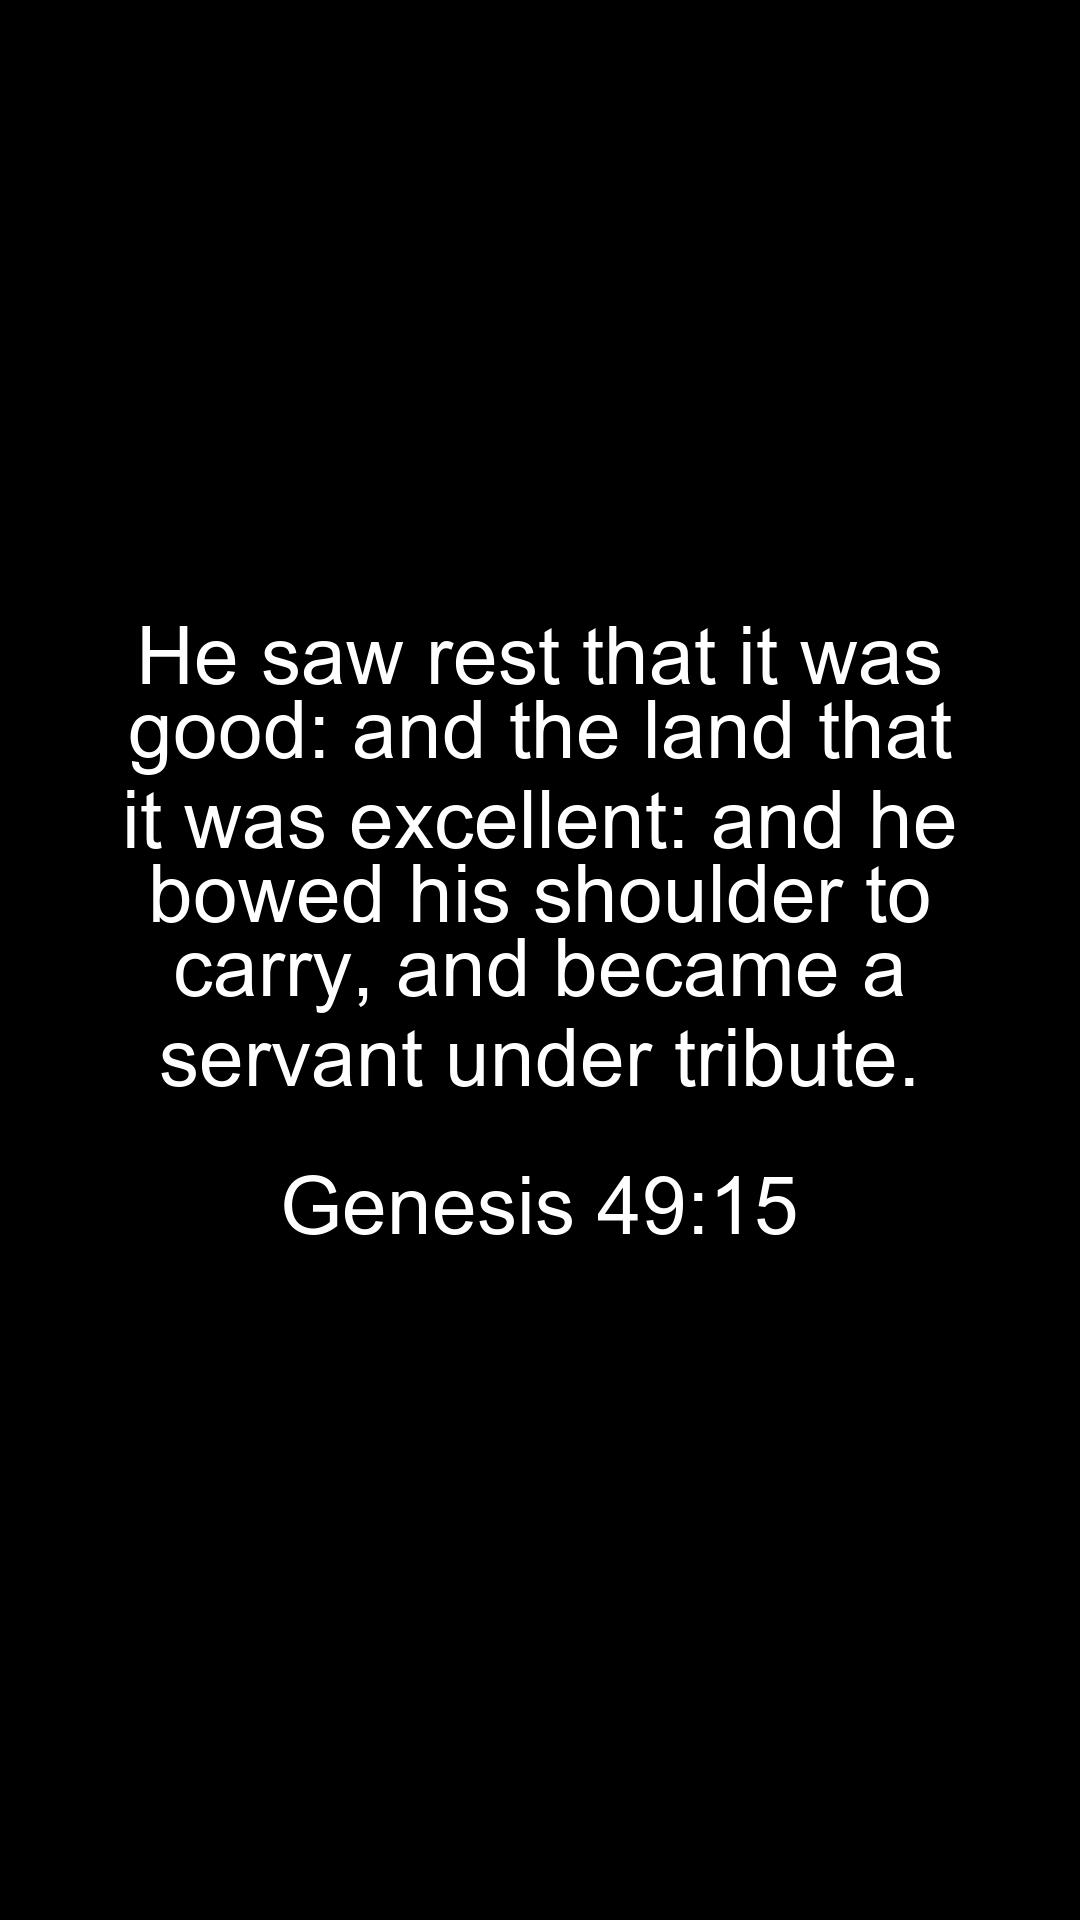 He saw rest that it was
good: and the land that
it was excellent: and he
bowed his shoulder to
carry, and became a
servant under tribute.
Genesis 49:15